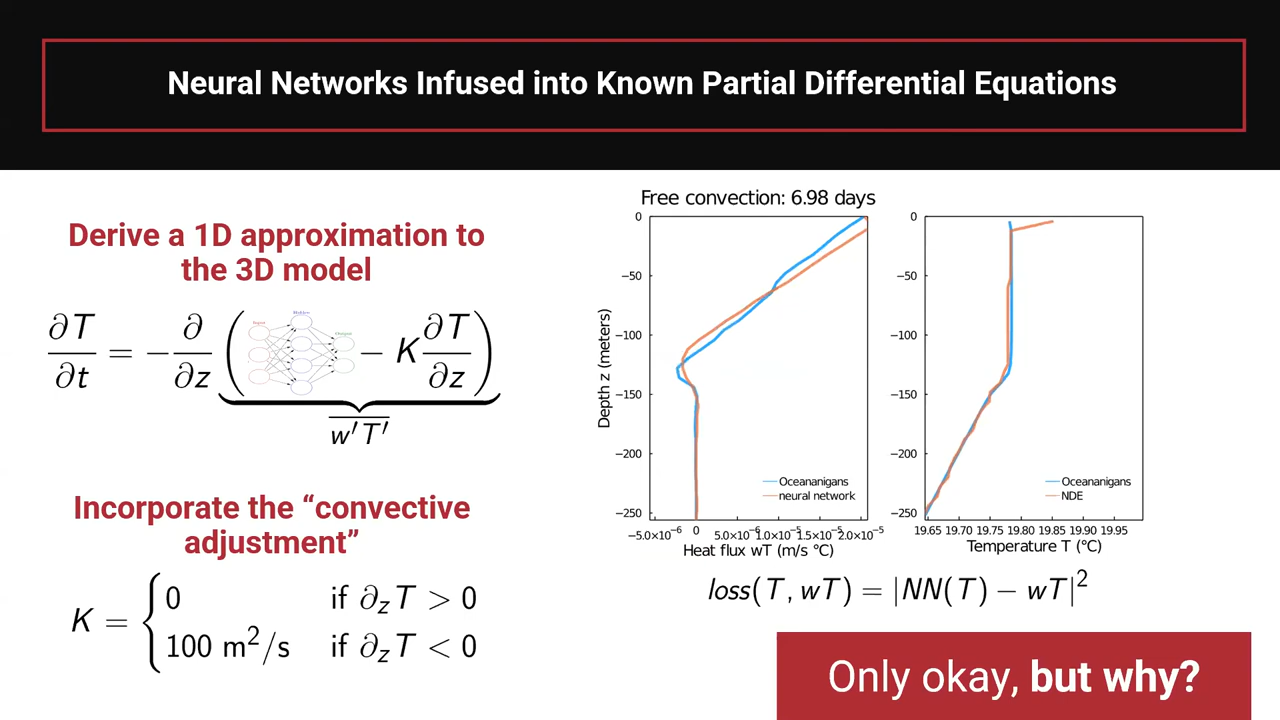 Neural Networks Infused into Known Partial Differential Equations
Derive a 1D approximation to
the 3D model
∂T/∂t = −∂/∂z ( Input Hidden Output − K ∂T/∂z )
w′T′
Incorporate the “convective
adjustment”
K = { 0 if ∂zT > 0
100 m²/s if ∂zT < 0
Free convection: 6.98 days
Depth z (meters)
0
−50
−100
−150
−200
−250
Oceananigans
neural network
−5.0×10⁻⁶ 0 5.0×10⁻⁶ 1.0×10⁻⁵ 1.5×10⁻⁵ 2.0×10⁻⁵
Heat flux wT (m/s °C)
0
−50
−100
−150
−200
−250
Oceananigans
NDE
19.65 19.70 19.75 19.80 19.85 19.90 19.95
Temperature T (°C)
loss(T, wT) = |NN(T) − wT|²
Only okay, but why?